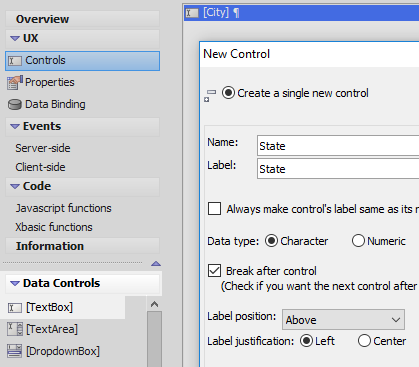 Overview
UX
Controls
Properties
Data Binding
Events
Server-side
Client-side
Code
Javascript functions
Xbasic functions
Information
Data Controls
[TextBox]
[TextArea]
[DropdownBox]
[City] ¶
New Control
Create a single new control
Name: State
Label: State
Always make control's label same as its n
Data type: Character Numeric
Break after control
(Check if you want the next control after
Label position: Above
Label justification: Left Center